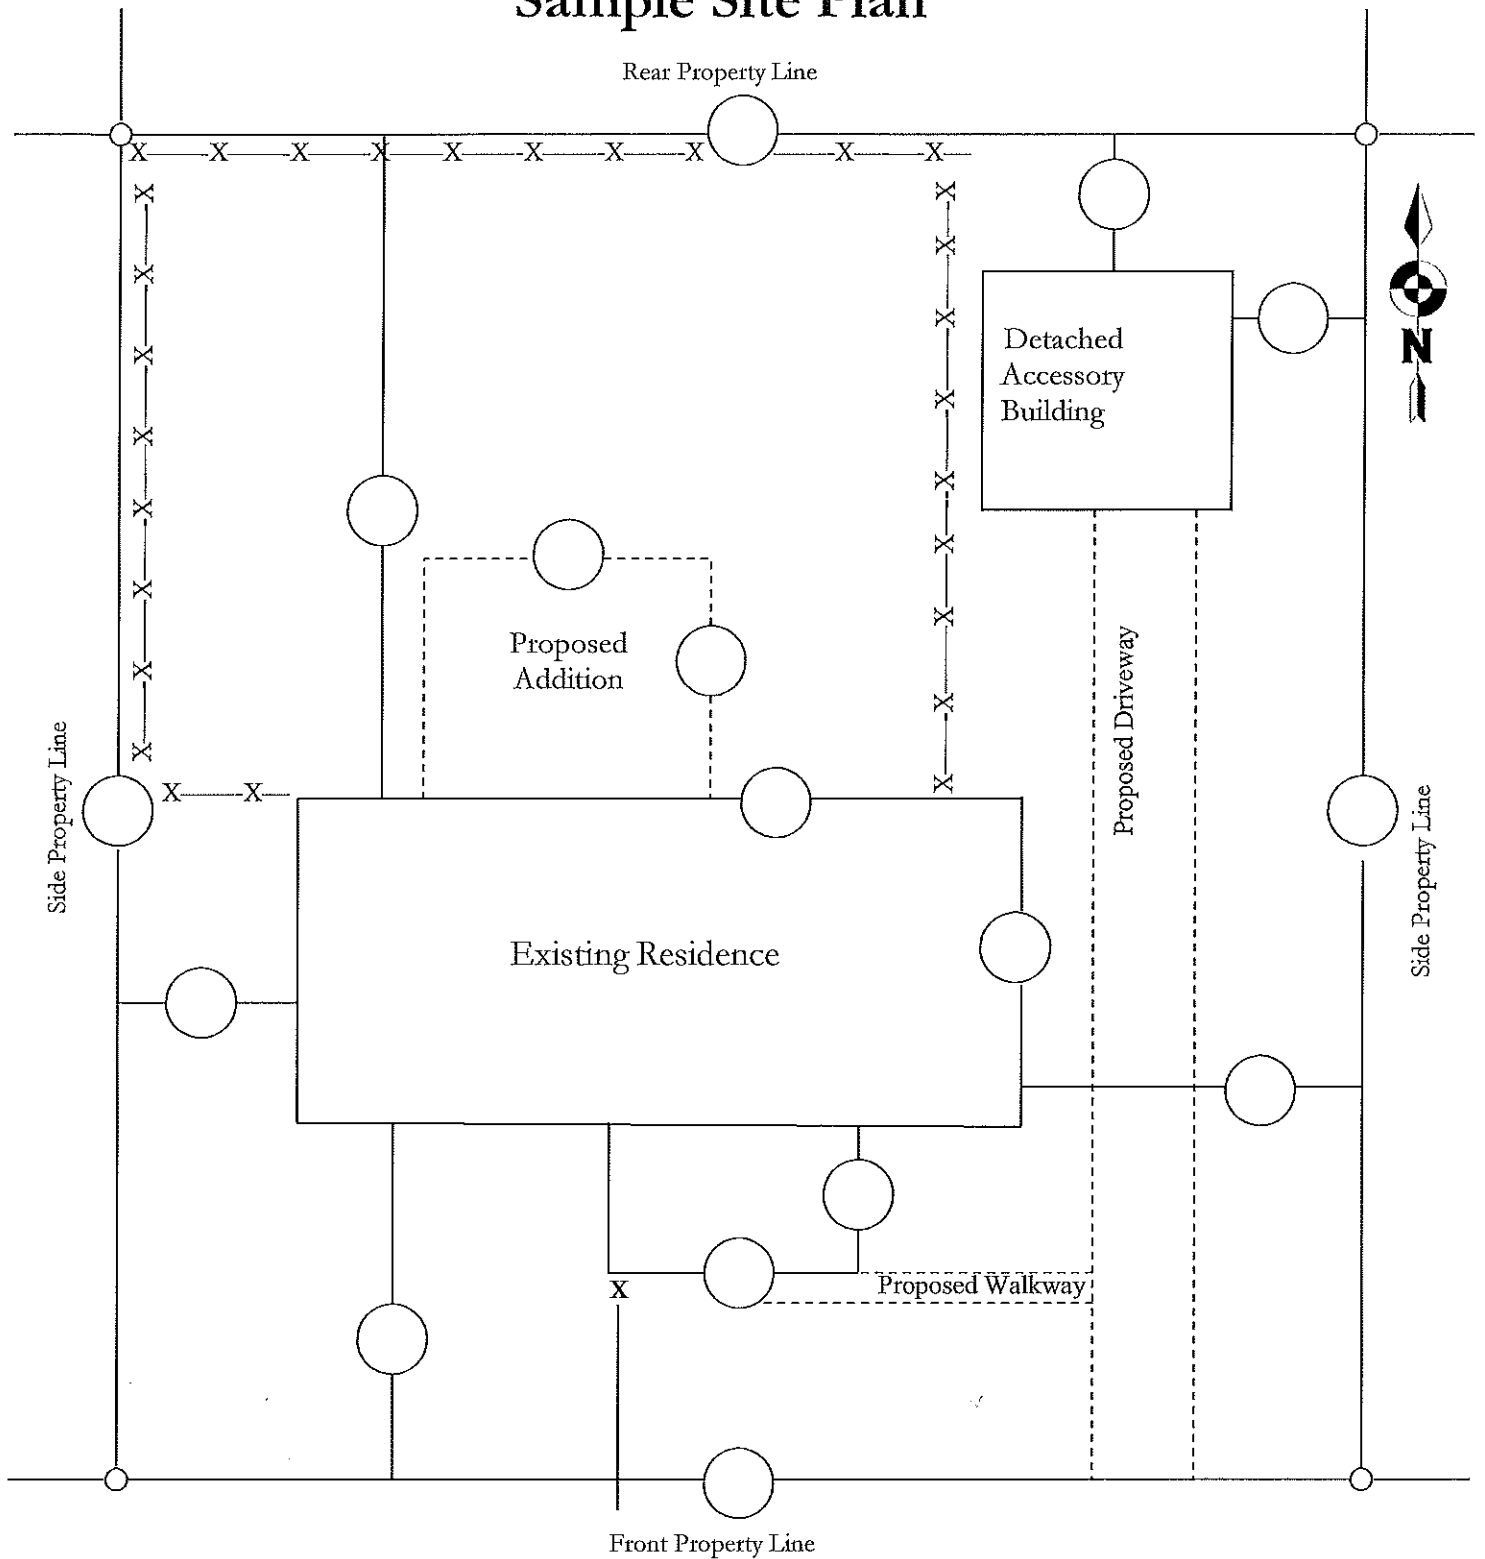 Sample Site Plan
Rear Property Line
X X X X X X X X X X
X
X
X
X
X
X
X
X
X X
X
X
X
X
X
X
X
X
X
Detached
Accessory
Building
N
Proposed
Addition
Proposed Driveway
Side Property Line
Side Property Line
Existing Residence
X
Proposed Walkway
Front Property Line